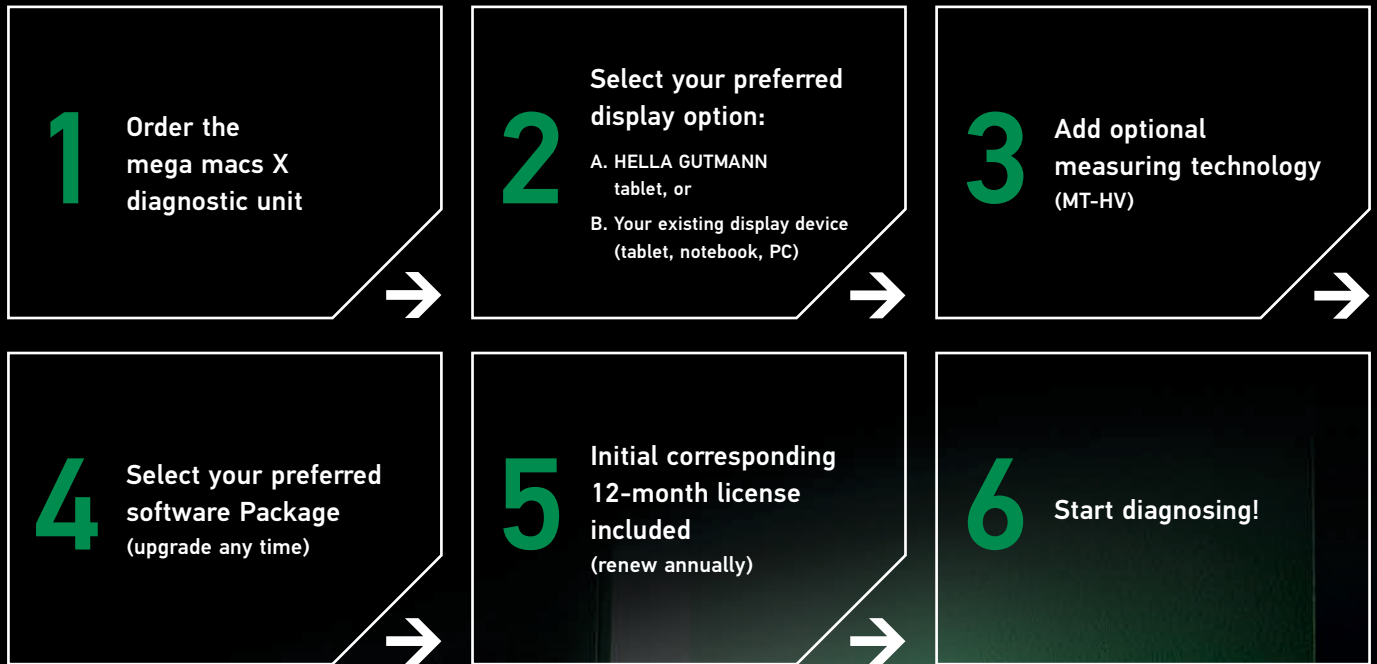 1
Order the
mega macs X
diagnostic unit
2
Select your preferred
display option:
A. HELLA GUTMANN
tablet, or
B. Your existing display device
(tablet, notebook, PC)
3
Add optional
measuring technology
(MT-HV)
4
Select your preferred
software Package
(upgrade any time)
5
Initial corresponding
12-month license
included
(renew annually)
6
Start diagnosing!